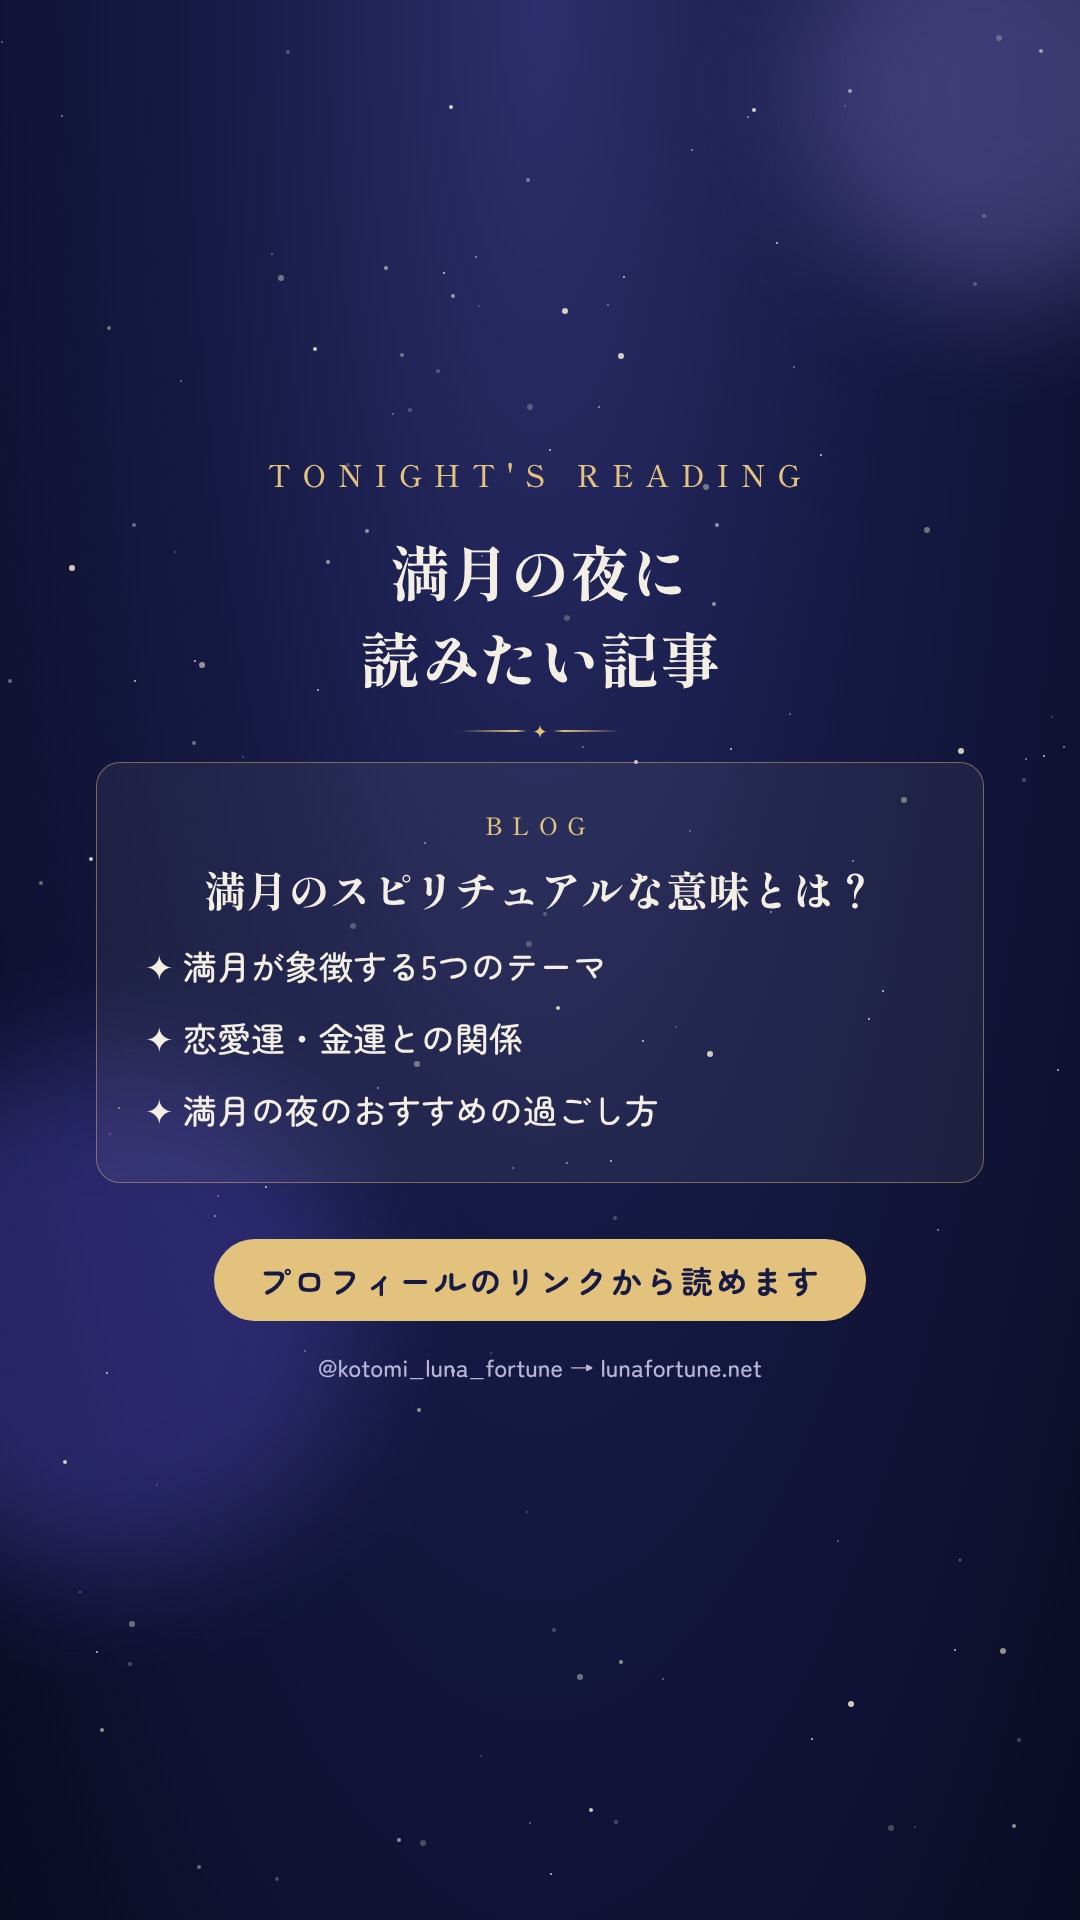 TONIGHT'S READING
満月の夜に
読みたい記事
BLOG
満月のスピリチュアルな意味とは？
✦ 満月が象徴する5つのテーマ
✦ 恋愛運・金運との関係
✦ 満月の夜のおすすめの過ごし方
プロフィールのリンクから読めます
@kotomi_luna_fortune → lunafortune.net